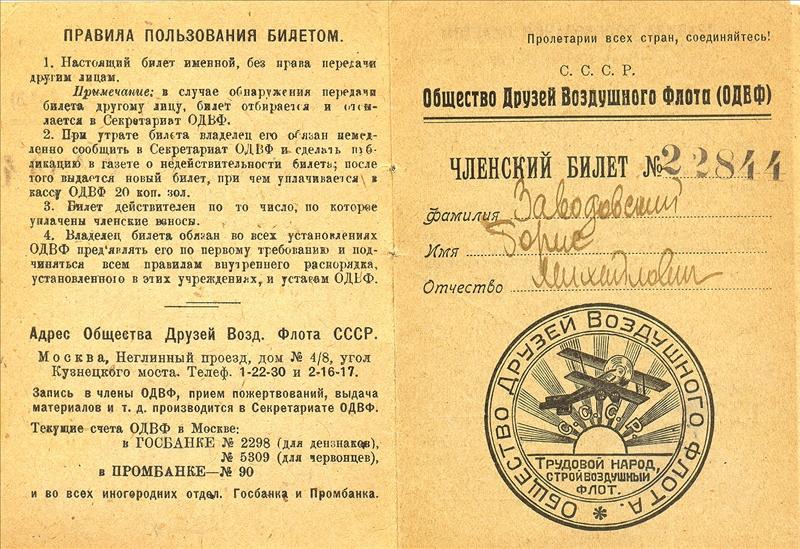 ПРАВИЛА ПОЛЬЗОВАНИЯ БИЛЕТОМ.
1. Настоящий билет именной, без права передачи
другим лицам.
Примечание: в случае обнаружения передачи
билета другому лицу, билет отбирается и отсы-
лается в Секретариат ОДВФ.
2. При утрате билета владелец его обязан немед-
ленно сообщить в Секретариат ОДВФ и сделать пуб-
ликацию в газете о недействительности билета; после
того выдается новый билет, при чем уплачивается в
кассу ОДВФ 20 коп. зол.
3. Билет действителен по то число, по которое
уплачены членские взносы.
4. Владелец билета обязан во всех установлениях
ОДВФ пред'являть его по первому требованию и под-
чиняться всем правилам внутреннего распорядка,
установленного в этих учреждениях, и уставам ОДВФ.
Адрес Общества Друзей Возд. Флота СССР.
Москва, Неглинный проезд, дом № 4/8, угол
Кузнецкого моста. Телеф. 1-22-30 и 2-16-17.
Запись в члены ОДВФ, прием пожертвований, выдача
материалов и т. д. производится в Секретариате ОДВФ.
Текущие счета ОДВФ в Москве:
в ГОСБАНКЕ № 2298 (для дензнаков),
№ 5309 (для червонцев),
в ПРОМБАНКЕ—№ 90
и во всех иногородних отдел. Госбанка и Промбанка.
Пролетарии всех стран, соединяйтесь!
С. С. С. Р.
Общество Друзей Воздушного Флота (ОДВФ)
ЧЛЕНСКИЙ БИЛЕТ № 22844
Фамилия Заводовский
Имя Борис
Отчество Михайлович
ОБЩЕСТВО ДРУЗЕЙ ВОЗДУШНОГО ФЛОТА.
С.С.С.Р.
ТРУДОВОЙ НАРОД,
СТРОЙ ВОЗДУШНЫЙ
ФЛОТ.